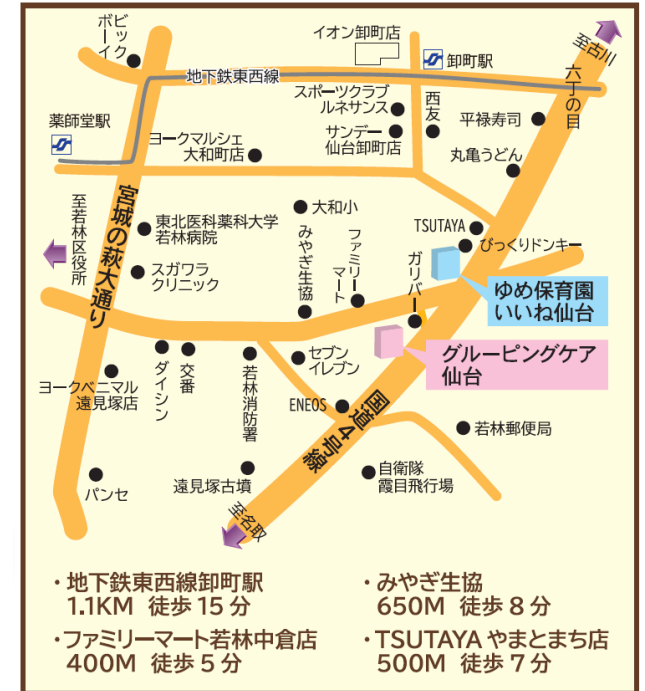 ビック
ボーイ
イオン卸町店
至古川
卸町駅
地下鉄東西線
六丁の目
スポーツクラブ
ルネサンス
西友
薬師堂駅
平禄寿司
ヨークマルシェ
大和町店
サンデー
仙台卸町店
丸亀うどん
宮城の萩大通り
至若林区役所
大和小
東北医科薬科大学
若林病院
TSUTAYA
びっくりドンキー
みやぎ生協
ファミリー
マート
ガリバー
スガワラ
クリニック
ゆめ保育園
いいね仙台
グルーピングケア
仙台
セブン
イレブン
ヨークベニマル
遠見塚店
ダイシン
交番
若林消防署
ENEOS
国道4号線
若林郵便局
パンセ
遠見塚古墳
自衛隊
霞目飛行場
至名取
・地下鉄東西線卸町駅
1.1KM 徒歩15分
・みやぎ生協
650M 徒歩8分
・ファミリーマート若林中倉店
400M 徒歩5分
・TSUTAYAやまとまち店
500M 徒歩7分